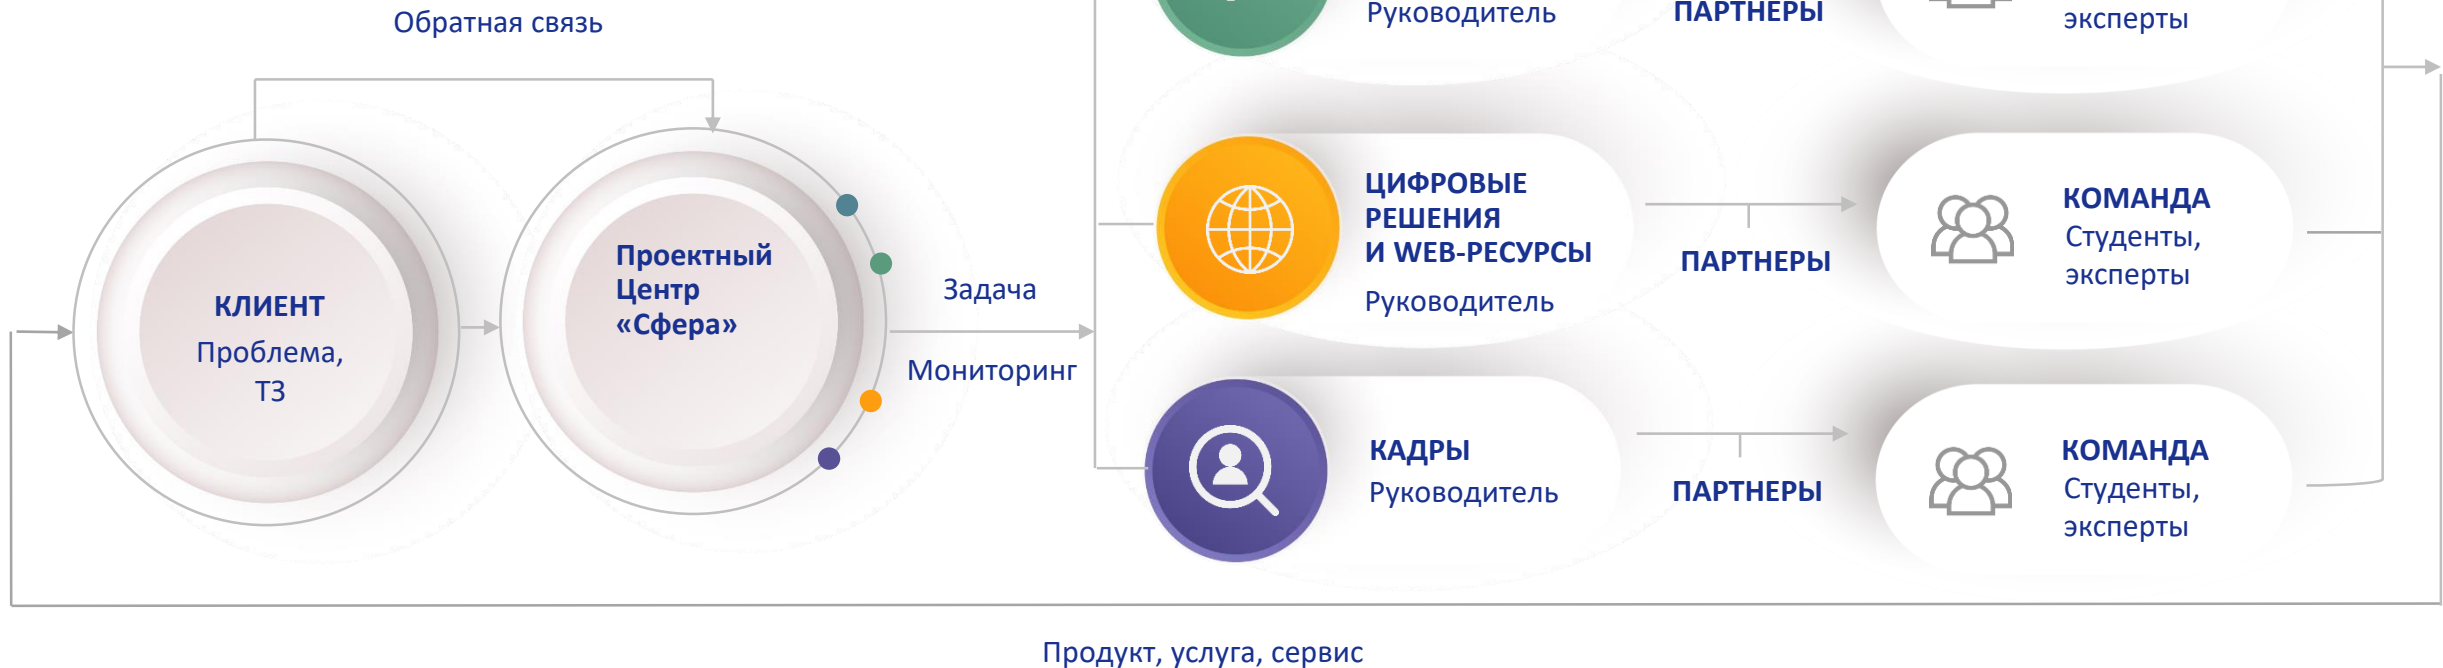 Обратная связь
Руководитель
ПАРТНЕРЫ
эксперты
КЛИЕНТ
Проблема,
ТЗ
Проектный
Центр
«Сфера»
Задача
Мониторинг
ЦИФРОВЫЕ
РЕШЕНИЯ
И WEB-РЕСУРСЫ
Руководитель
ПАРТНЕРЫ
КОМАНДА
Студенты,
эксперты
КАДРЫ
Руководитель
ПАРТНЕРЫ
КОМАНДА
Студенты,
эксперты
Продукт, услуга, сервис